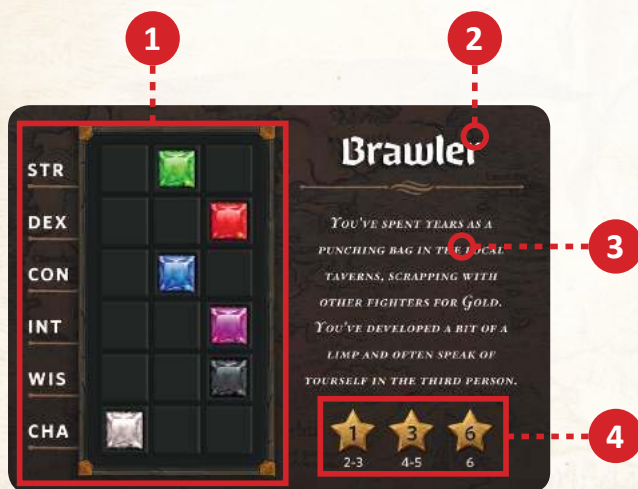 1
2
STR
DEX
CON
INT
WIS
CHA
Brawler
You've spent years as a
punching bag in the local
taverns, scrapping with
other fighters for Gold.
You've developed a bit of a
limp and often speak of
yourself in the third person.
3
1 3 6
2-3 4-5 6
4